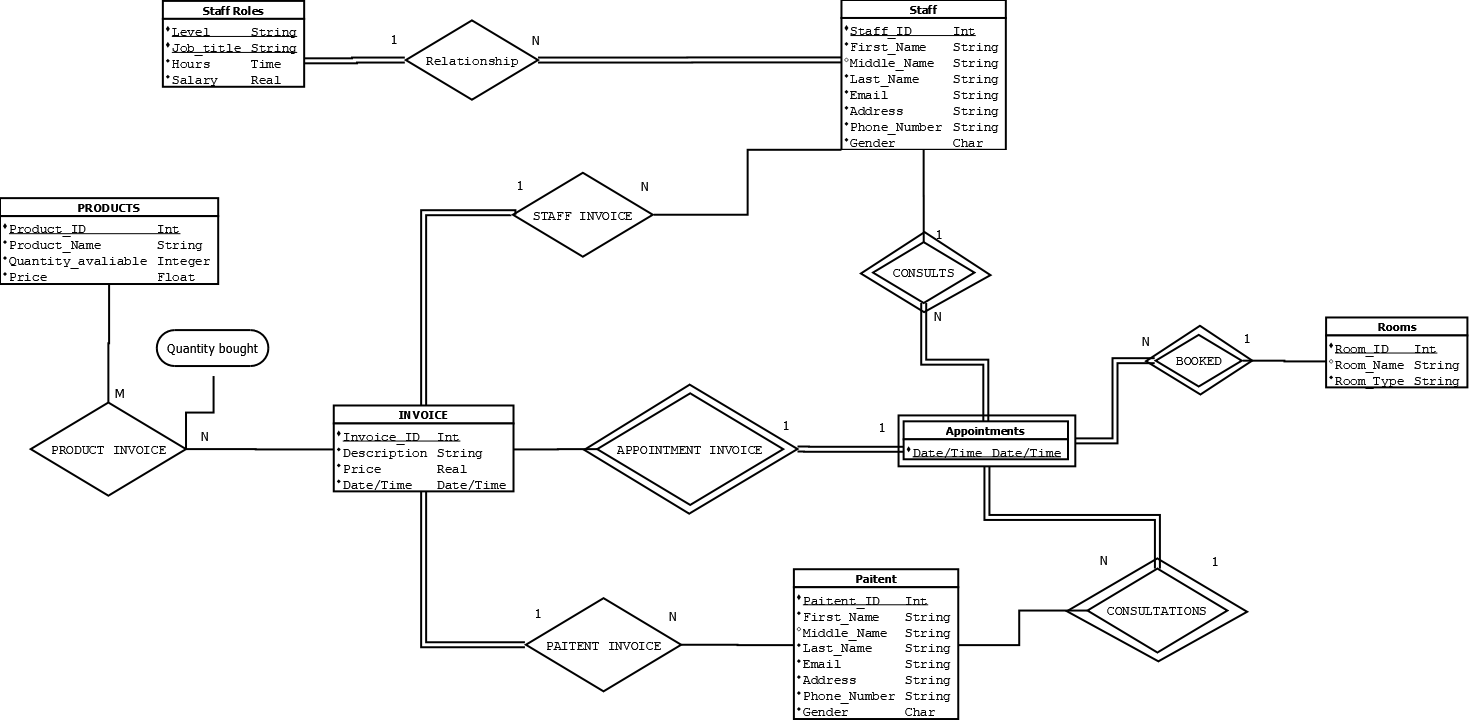 Staff Roles
Level String
Job_title String
Hours Time
Salary Real
1
Relationship
N
Staff
Staff_ID Int
First_Name String
Middle_Name String
Last_Name String
Email String
Address String
Phone_Number String
Gender Char
PRODUCTS
Product_ID Int
Product_Name String
Quantity_avaliable Integer
Price Float
1
STAFF INVOICE
N
1
CONSULTS
N
Quantity bought
M
PRODUCT INVOICE
N
INVOICE
Invoice_ID Int
Description String
Price Real
Date/Time Date/Time
APPOINTMENT INVOICE
1
1
Appointments
Date/Time Date/Time
N
BOOKED
1
Rooms
Room_ID Int
Room_Name String
Room_Type String
1
PAITENT INVOICE
N
Paitent
Paitent_ID Int
First_Name String
Middle_Name String
Last_Name String
Email String
Address String
Phone_Number String
Gender Char
N
1
CONSULTATIONS